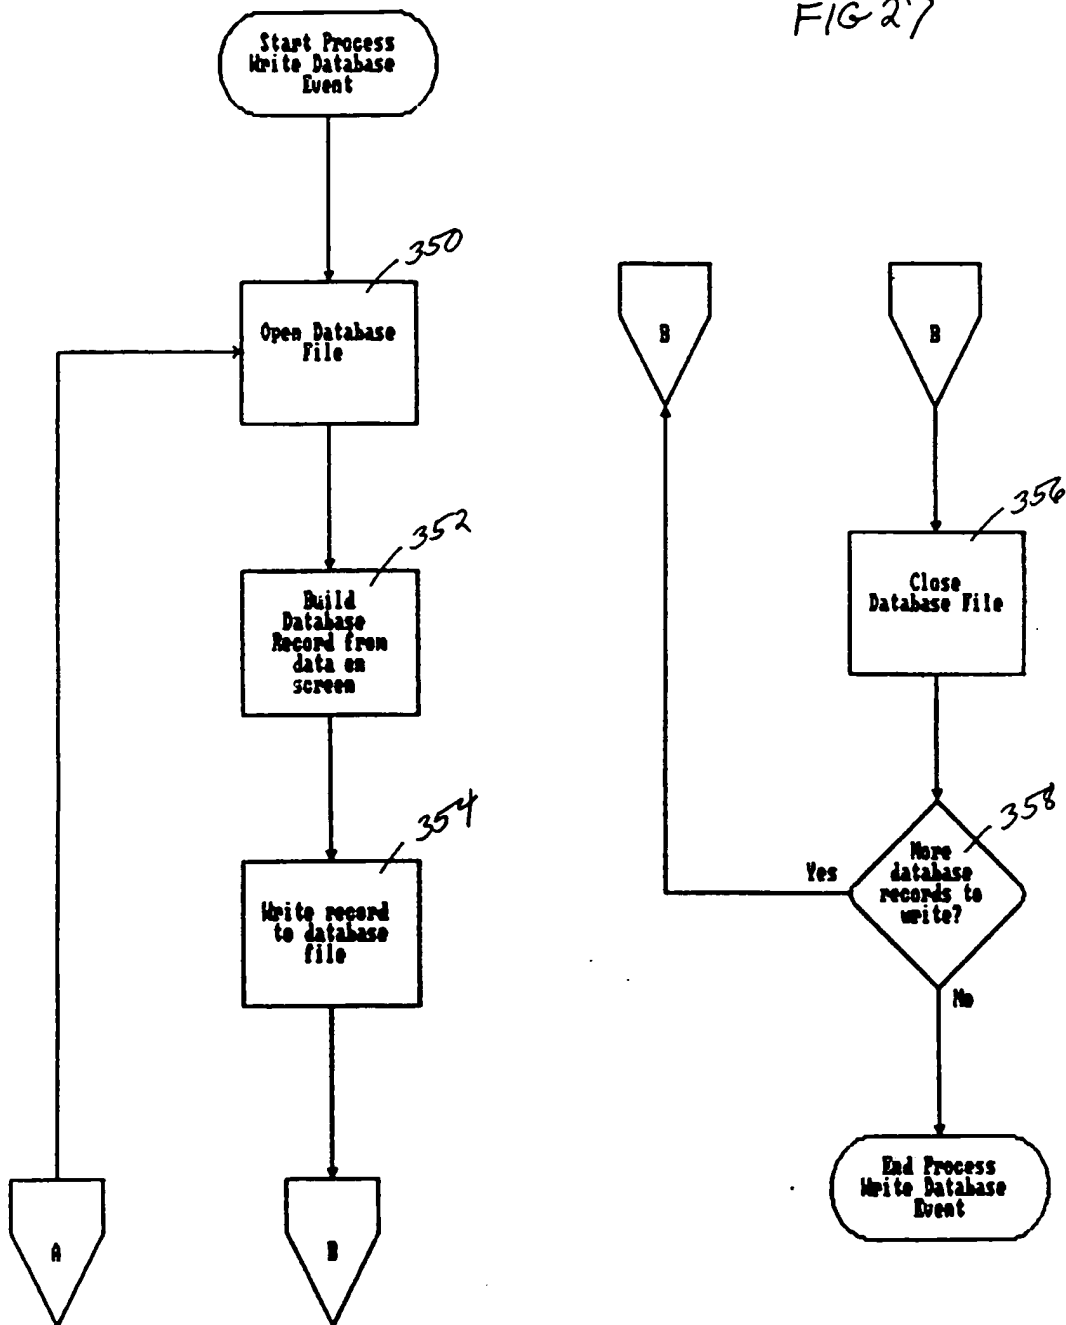 FIG 27
Start Process
Write Database
Event
350
Open Database
File
352
Build
Database
Record from
data on
screen
354
Write record
to database
file
A
B
B
B
356
Close
Database File
358
More
database
records to
write?
Yes
No
End Process
Write Database
Event